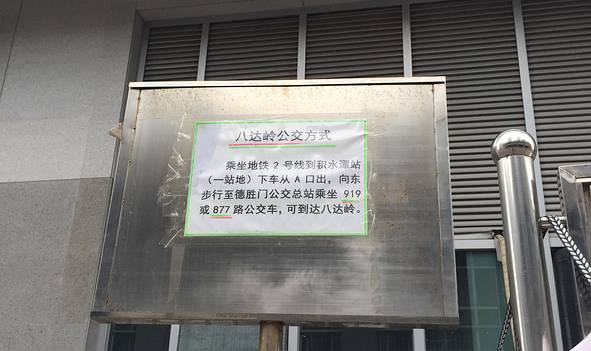 八达岭公交方式
乘坐地铁 2 号线到积水潭站
（一站地）下车从 A 口出，向东
步行至德胜门公交总站乘坐 919
或 877 路公交车，可到达八达岭。